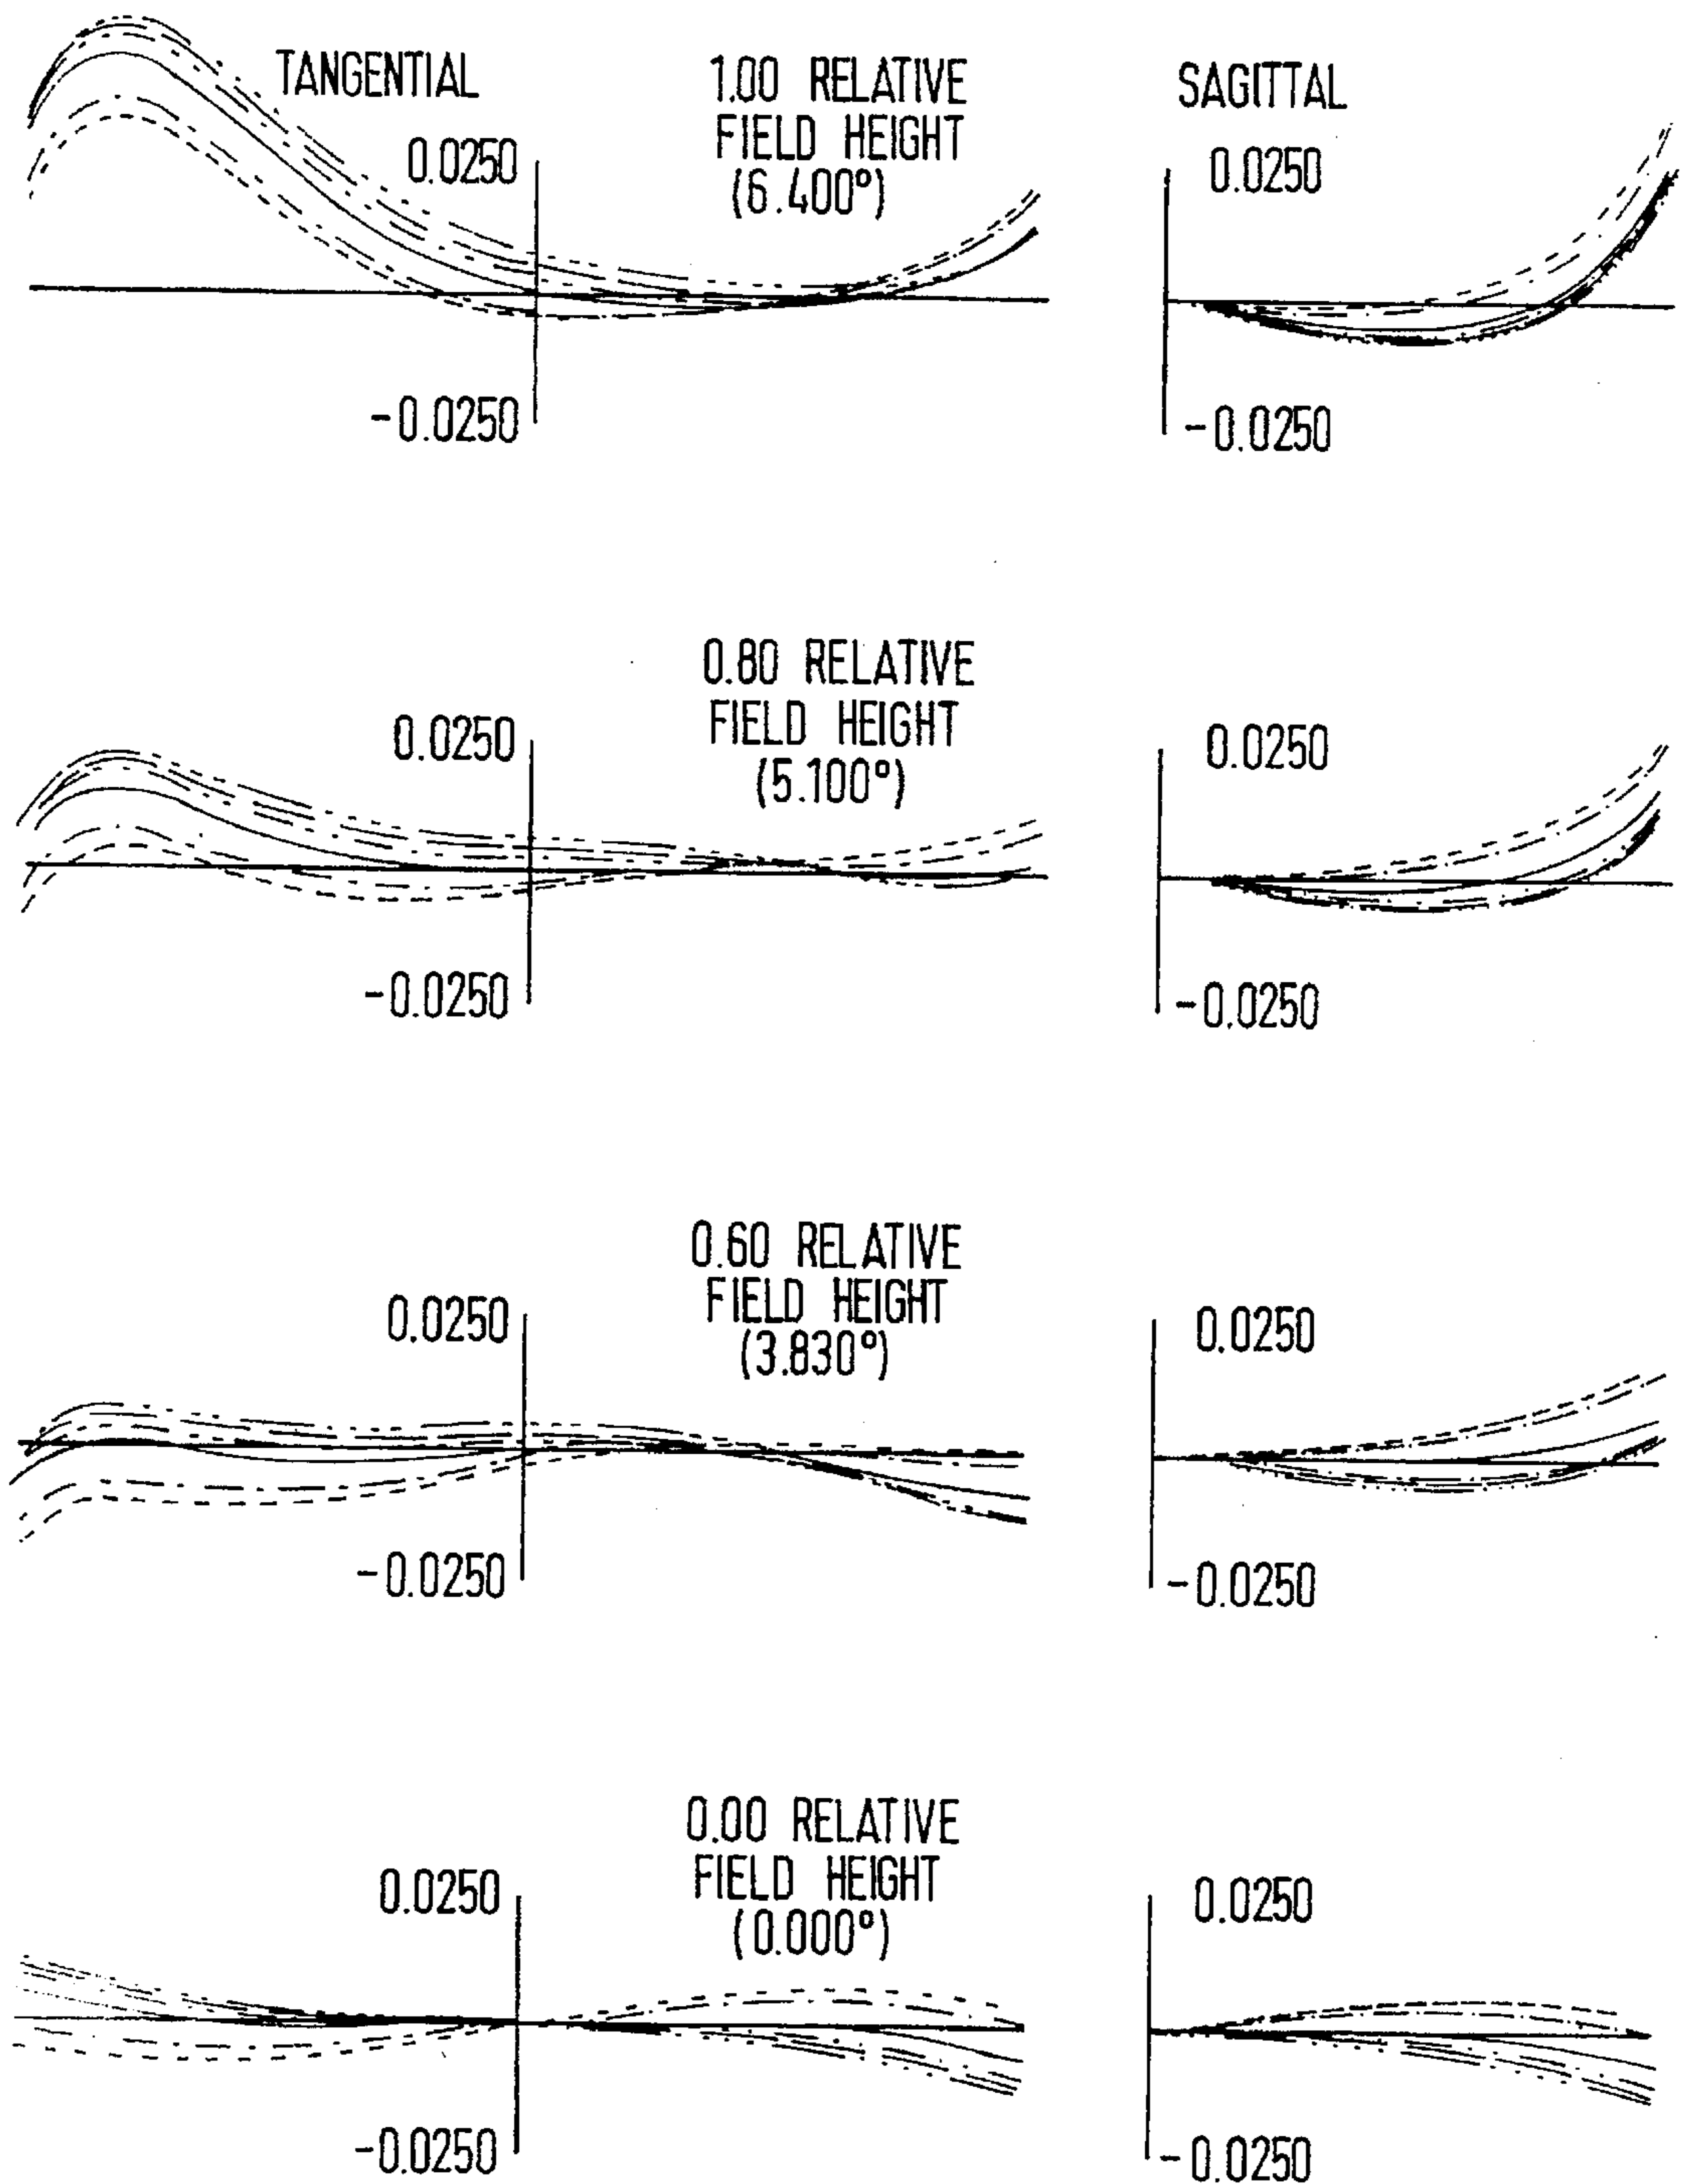 TANGENTIAL
1.00 RELATIVE
FIELD HEIGHT
(6.400°)
SAGITTAL
0.0250
0.0250
-0.0250
-0.0250
0.80 RELATIVE
FIELD HEIGHT
(5.100°)
0.0250
0.0250
-0.0250
-0.0250
0.60 RELATIVE
FIELD HEIGHT
(3.830°)
0.0250
0.0250
-0.0250
-0.0250
0.00 RELATIVE
FIELD HEIGHT
(0.000°)
0.0250
0.0250
-0.0250
-0.0250